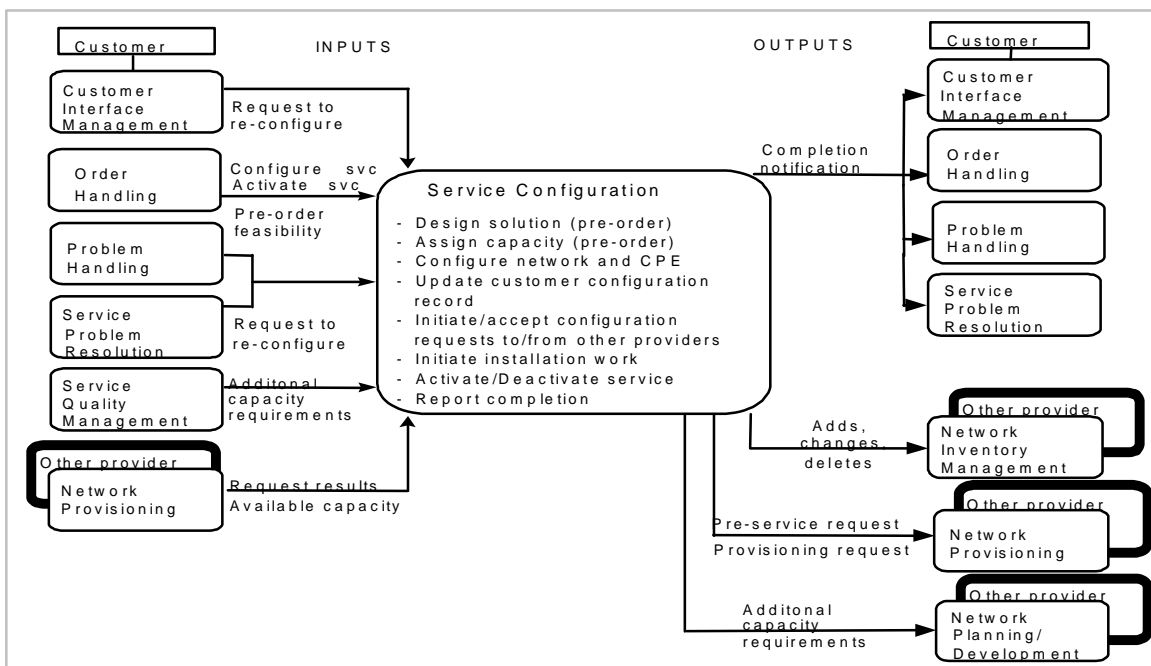 Customer
INPUTS
OUTPUTS
Customer
Customer
Interface
Management
Request to
re-configure
Order
Handling
Configure svc
Activate svc
Pre-order
feasibility
Problem
Handling
Service
Problem
Resolution
Request to
re-configure
Service
Quality
Management
Additonal
capacity
requirements
Other provider
Network
Provisioning
Request results
Available capacity
Service Configuration
- Design solution (pre-order)
- Assign capacity (pre-order)
- Configure network and CPE
- Update customer configuration
record
- Initiate/accept configuration
requests to/from other providers
- Initiate installation work
- Activate/Deactivate service
- Report completion
Completion
notification
Customer
Interface
Management
Order
Handling
Problem
Handling
Service
Problem
Resolution
Adds,
changes,
deletes
Other provider
Network
Inventory
Management
Pre-service request
Provisioning request
Other provider
Network
Provisioning
Additonal
capacity
requirements
Other provider
Network
Planning/
Development